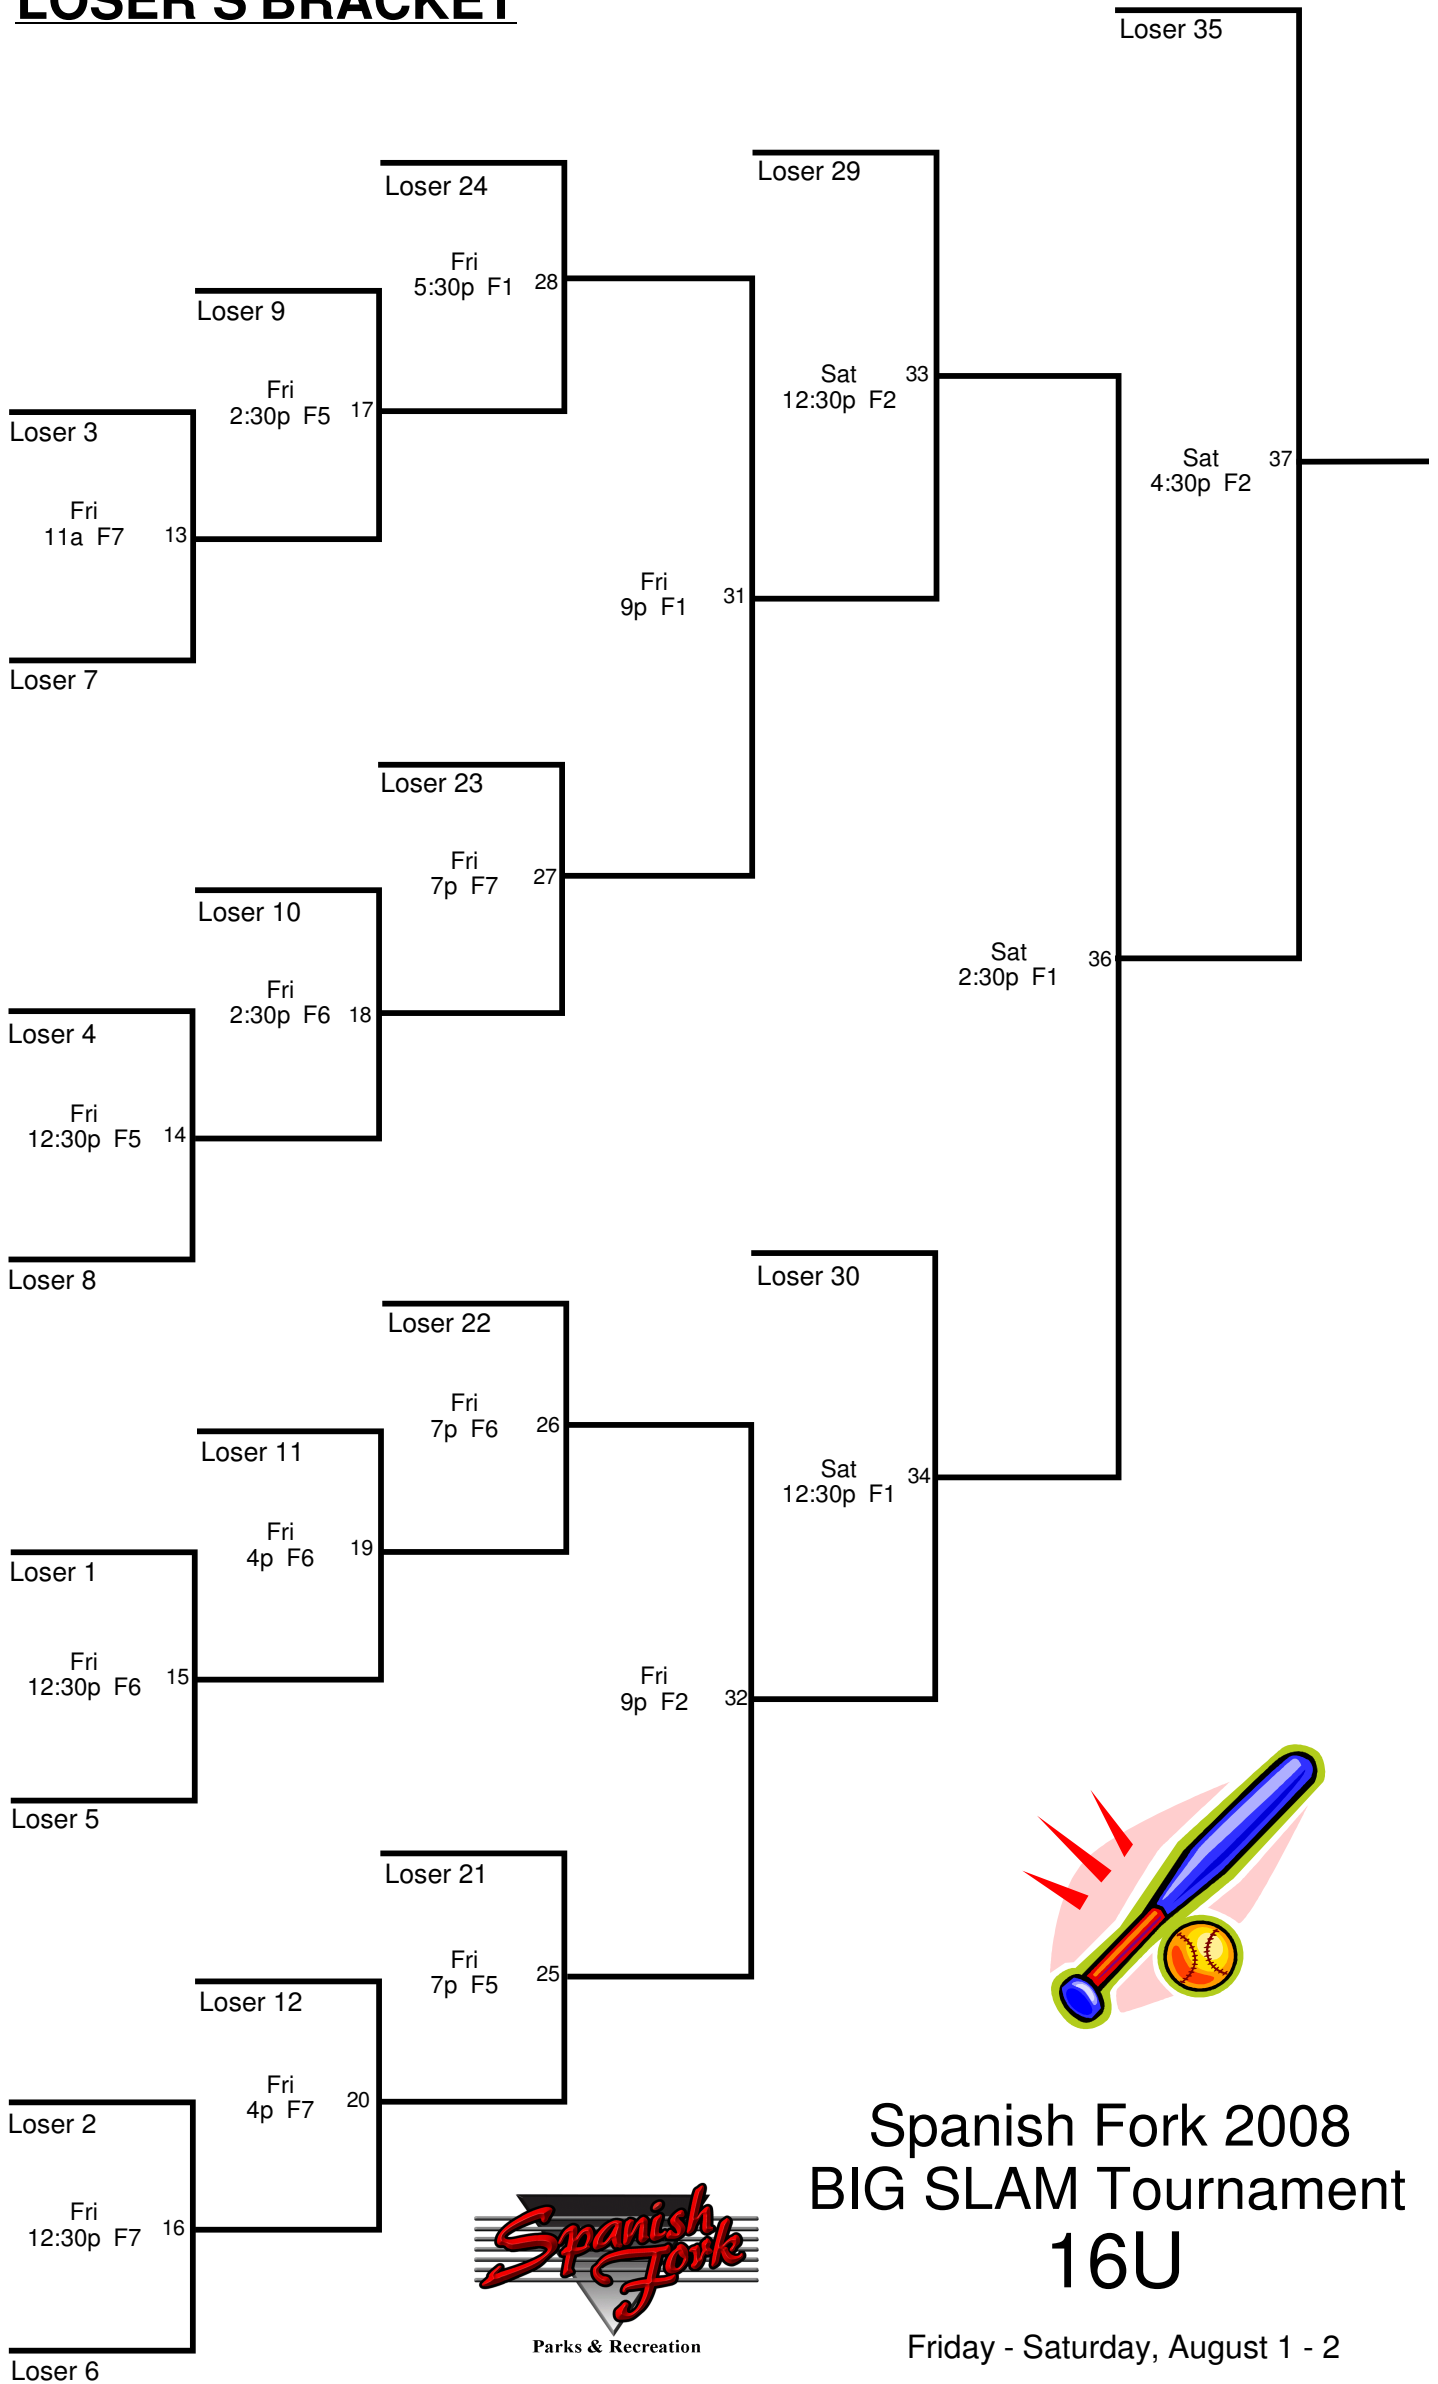 LOSER'S BRACKET
Loser 35
Loser 29
Loser 24
Fri
5:30p F1 28
Loser 9
Sat
12:30p F2 33
Fri
2:30p F5 17
Loser 3
Sat
4:30p F2 37
Fri
11a F7 13
Fri
9p F1 31
Loser 7
Loser 23
Fri
7p F7 27
Loser 10
Sat
2:30p F1 36
Fri
2:30p F6 18
Loser 4
Fri
12:30p F5 14
Loser 8
Loser 30
Loser 22
Fri
7p F6 26
Loser 11
Sat
12:30p F1 34
Fri
4p F6 19
Loser 1
Fri
12:30p F6 15
Fri
9p F2 32
Loser 5
Loser 21
Fri
7p F5 25
Loser 12
Fri
4p F7 20
Loser 2
Fri
12:30p F7 16
Loser 6
Spanish
Fork
Parks & Recreation
Spanish Fork 2008
BIG SLAM Tournament
16U
Friday - Saturday, August 1 - 2